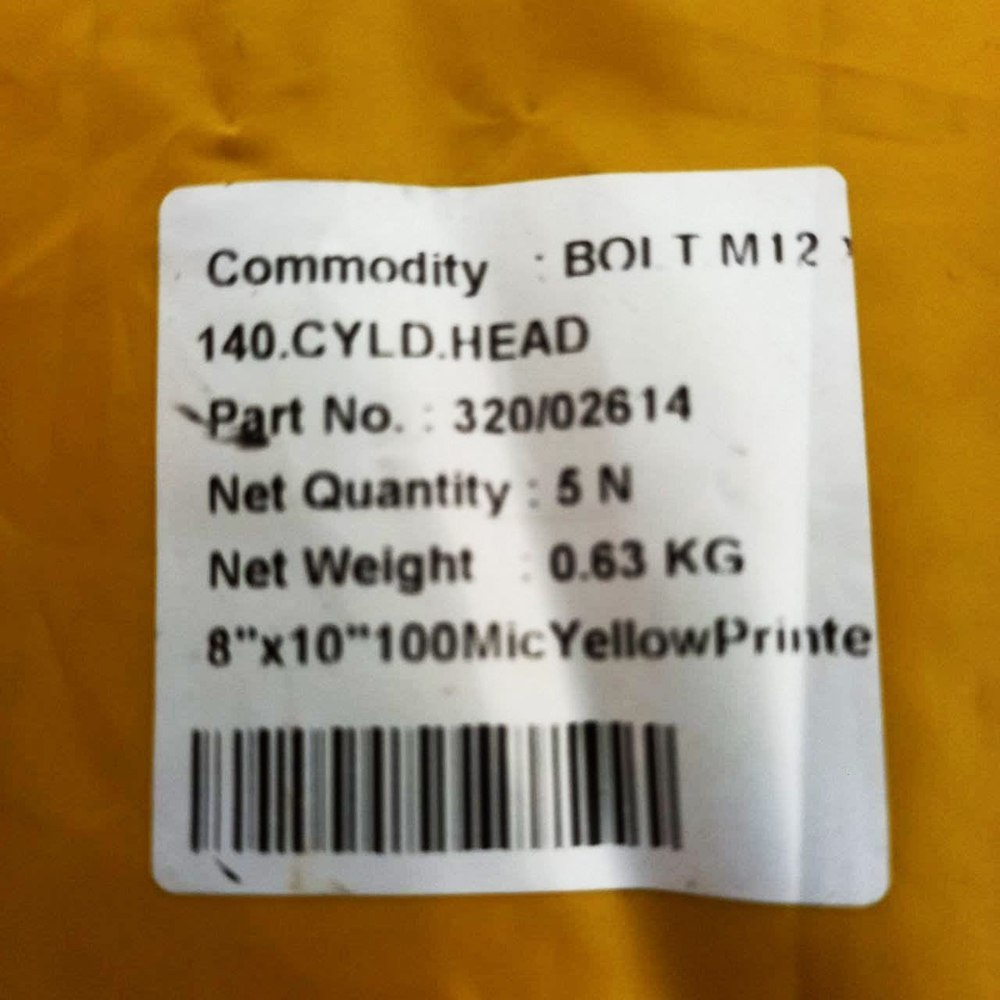 Commodity : BOLT M12 x
140.CYLD.HEAD
Part No. : 320/02614
Net Quantity : 5 N
Net Weight : 0.63 KG
8"x10"100MicYellowPrinte